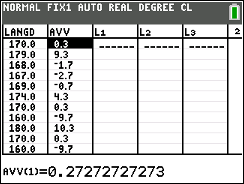 NORMAL FIX1 AUTO REAL DEGREE CL
LANGD AVV L1 L2 L3 2
170.0 0.3 ------ ------ ------
179.0 9.3
168.0 -1.7
167.0 -2.7
169.0 -0.7
174.0 4.3
170.0 0.3
160.0 -9.7
180.0 10.3
170.0 0.3
160.0 -9.7
AVV(1)=0.27272727273